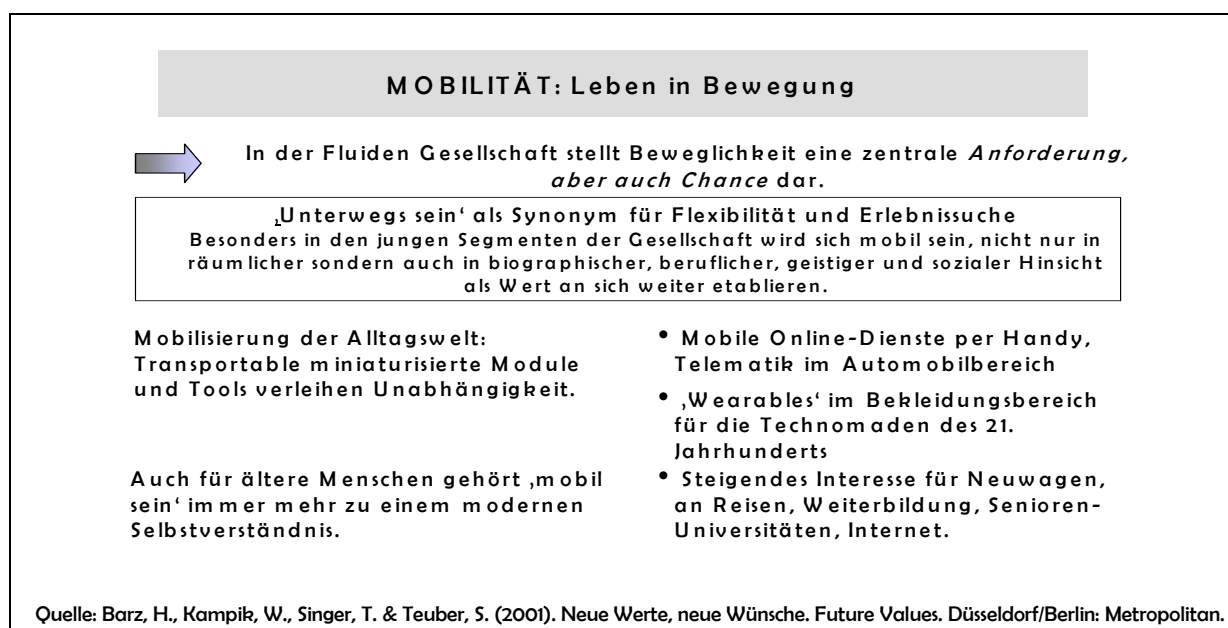 MOBILITÄT: Leben in Bewegung
In der Fluiden Gesellschaft stellt Beweglichkeit eine zentrale Anforderung,
aber auch Chance dar.
‚Unterwegs sein‘ als Synonym für Flexibilität und Erlebnissuche
Besonders in den jungen Segmenten der Gesellschaft wird sich mobil sein, nicht nur in
räumlicher sondern auch in biographischer, beruflicher, geistiger und sozialer Hinsicht
als Wert an sich weiter etablieren.
Mobilisierung der Alltagswelt:
Transportable miniaturisierte Module
und Tools verleihen Unabhängigkeit.
• Mobile Online-Dienste per Handy,
Telematik im Automobilbereich
• ‚Wearables‘ im Bekleidungsbereich
für die Technomaden des 21.
Jahrhunderts
Auch für ältere Menschen gehört ‚mobil
sein‘ immer mehr zu einem modernen
Selbstverständnis.
• Steigendes Interesse für Neuwagen,
an Reisen, Weiterbildung, Senioren-
Universitäten, Internet.
Quelle: Barz, H., Kampik, W., Singer, T. & Teuber, S. (2001). Neue Werte, neue Wünsche. Future Values. Düsseldorf/Berlin: Metropolitan.